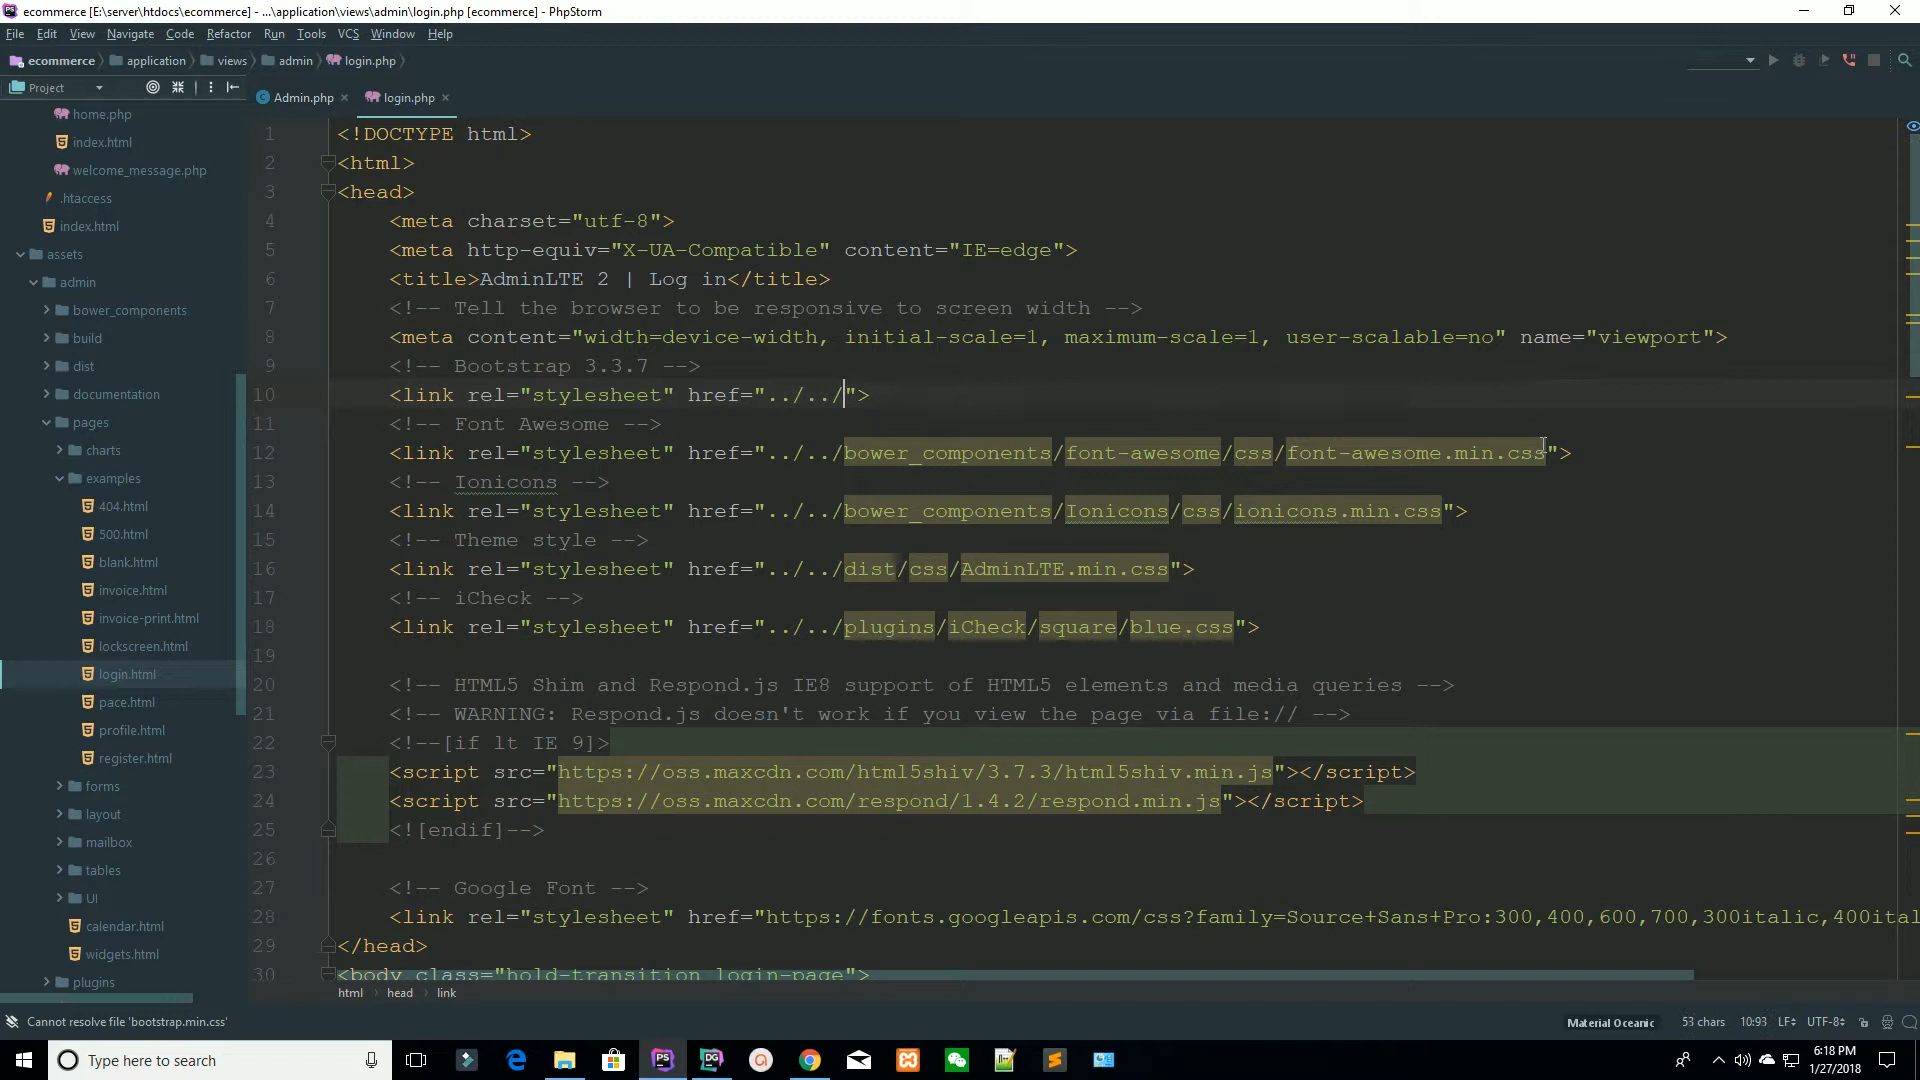 ecommerce [E:\server\htdocs\ecommerce] - ...\application\views\admin\login.php [ecommerce] - PhpStorm
File Edit View Navigate Code Refactor Run Tools VCS Window Help
ecommerce application views admin login.php
Project
Admin.php login.php
home.php
index.html
welcome_message.php
.htaccess
index.html
assets
admin
bower_components
build
dist
documentation
pages
charts
examples
404.html
500.html
blank.html
invoice.html
invoice-print.html
lockscreen.html
login.html
pace.html
profile.html
register.html
forms
layout
mailbox
tables
UI
calendar.html
widgets.html
plugins
1 <!DOCTYPE html>
2 <html>
3 <head>
4 <meta charset="utf-8">
5 <meta http-equiv="X-UA-Compatible" content="IE=edge">
6 <title>AdminLTE 2 | Log in</title>
7 <!-- Tell the browser to be responsive to screen width -->
8 <meta content="width=device-width, initial-scale=1, maximum-scale=1, user-scalable=no" name="viewport">
9 <!-- Bootstrap 3.3.7 -->
10 <link rel="stylesheet" href="../../">
11 <!-- Font Awesome -->
12 <link rel="stylesheet" href="../../bower_components/font-awesome/css/font-awesome.min.css">
13 <!-- Ionicons -->
14 <link rel="stylesheet" href="../../bower_components/Ionicons/css/ionicons.min.css">
15 <!-- Theme style -->
16 <link rel="stylesheet" href="../../dist/css/AdminLTE.min.css">
17 <!-- iCheck -->
18 <link rel="stylesheet" href="../../plugins/iCheck/square/blue.css">
19
20 <!-- HTML5 Shim and Respond.js IE8 support of HTML5 elements and media queries -->
21 <!-- WARNING: Respond.js doesn't work if you view the page via file:// -->
22 <!--[if lt IE 9]>
23 <script src="https://oss.maxcdn.com/html5shiv/3.7.3/html5shiv.min.js"></script>
24 <script src="https://oss.maxcdn.com/respond/1.4.2/respond.min.js"></script>
25 <![endif]-->
26
27 <!-- Google Font -->
28 <link rel="stylesheet" href="https://fonts.googleapis.com/css?family=Source+Sans+Pro:300,400,600,700,300italic,400ital
29 </head>
30 <body class="hold-transition login-page">
html head link
Cannot resolve file 'bootstrap.min.css'
Material Oceanic 53 chars 10:93 LF UTF-8
Type here to search
PS
DG
6:18 PM
1/27/2018